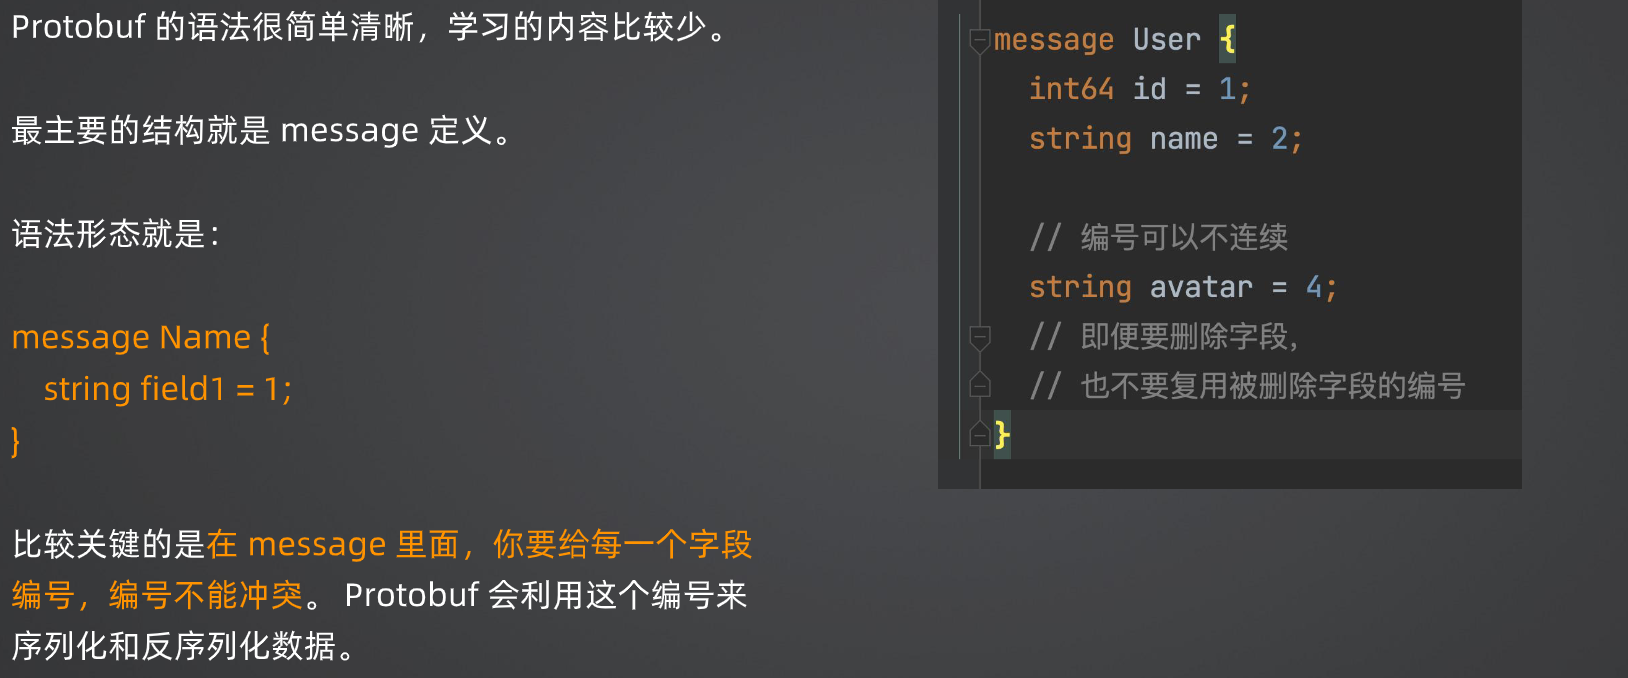 Protobuf 的语法很简单清晰，学习的内容比较少。
最主要的结构就是 message 定义。
语法形态就是：
message Name {
string field1 = 1;
}
比较关键的是在 message 里面，你要给每一个字段
编号，编号不能冲突。 Protobuf 会利用这个编号来
序列化和反序列化数据。
message User {
int64 id = 1;
string name = 2;
// 编号可以不连续
string avatar = 4;
// 即便要删除字段，
// 也不要复用被删除字段的编号
}